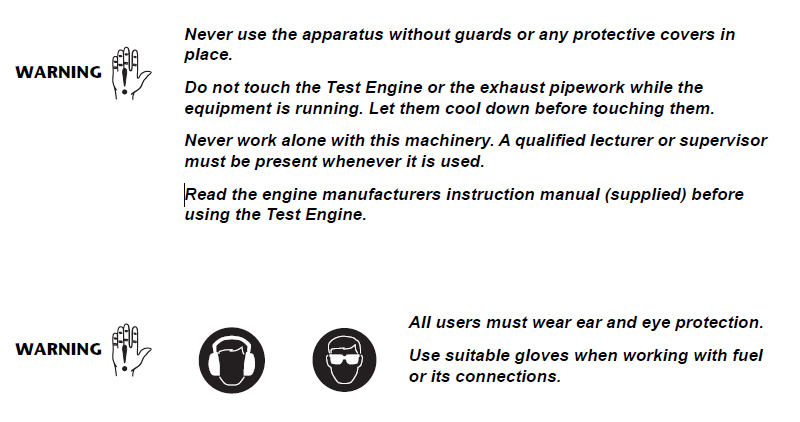 Never use the apparatus without guards or any protective covers in
place.
WARNING
Do not touch the Test Engine or the exhaust pipework while the
equipment is running. Let them cool down before touching them.
Never work alone with this machinery. A qualified lecturer or supervisor
must be present whenever it is used.
Read the engine manufacturers instruction manual (supplied) before
using the Test Engine.
All users must wear ear and eye protection.
WARNING
Use suitable gloves when working with fuel
or its connections.